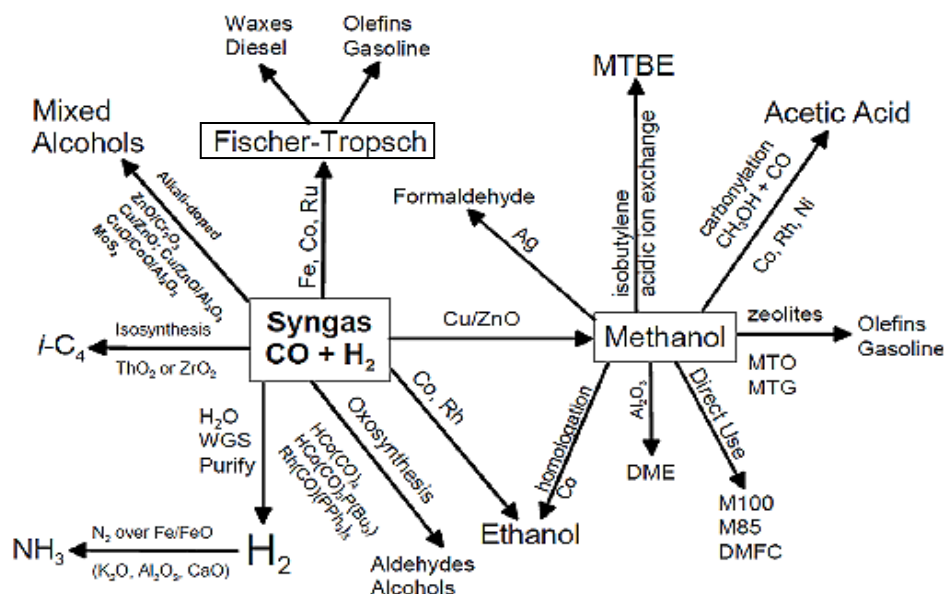 Waxes
Diesel
Olefins
Gasoline
MTBE
Mixed
Alcohols
Fischer-Tropsch
Acetic Acid
Alkali-doped
ZnO/Cr₂O₃
Cu/ZnO; Cu/ZnO/Al₂O₃
CuO/CoO/Al₂O₃
MoS₂
Fe, Co, Ru
Formaldehyde
Ag
isobutylene
acidic ion exchange
carbonylation
CH₃OH + CO
Co, Rh, Ni
i-C₄
Isosynthesis
ThO₂ or ZrO₂
Syngas
CO + H₂
Cu/ZnO
Methanol
zeolites
MTO
MTG
Olefins
Gasoline
H₂O
WGS
Purify
Oxosynthesis
HCo(CO)₄
HCo(CO)₃P(Bu₃)
Rh(CO)(PPh₃)₃
Co, Rh
homologation
Co
Al₂O₃
Direct Use
DME
M100
M85
DMFC
Ethanol
NH₃
N₂ over Fe/FeO
(K₂O, Al₂O₃, CaO)
H₂
Aldehydes
Alcohols